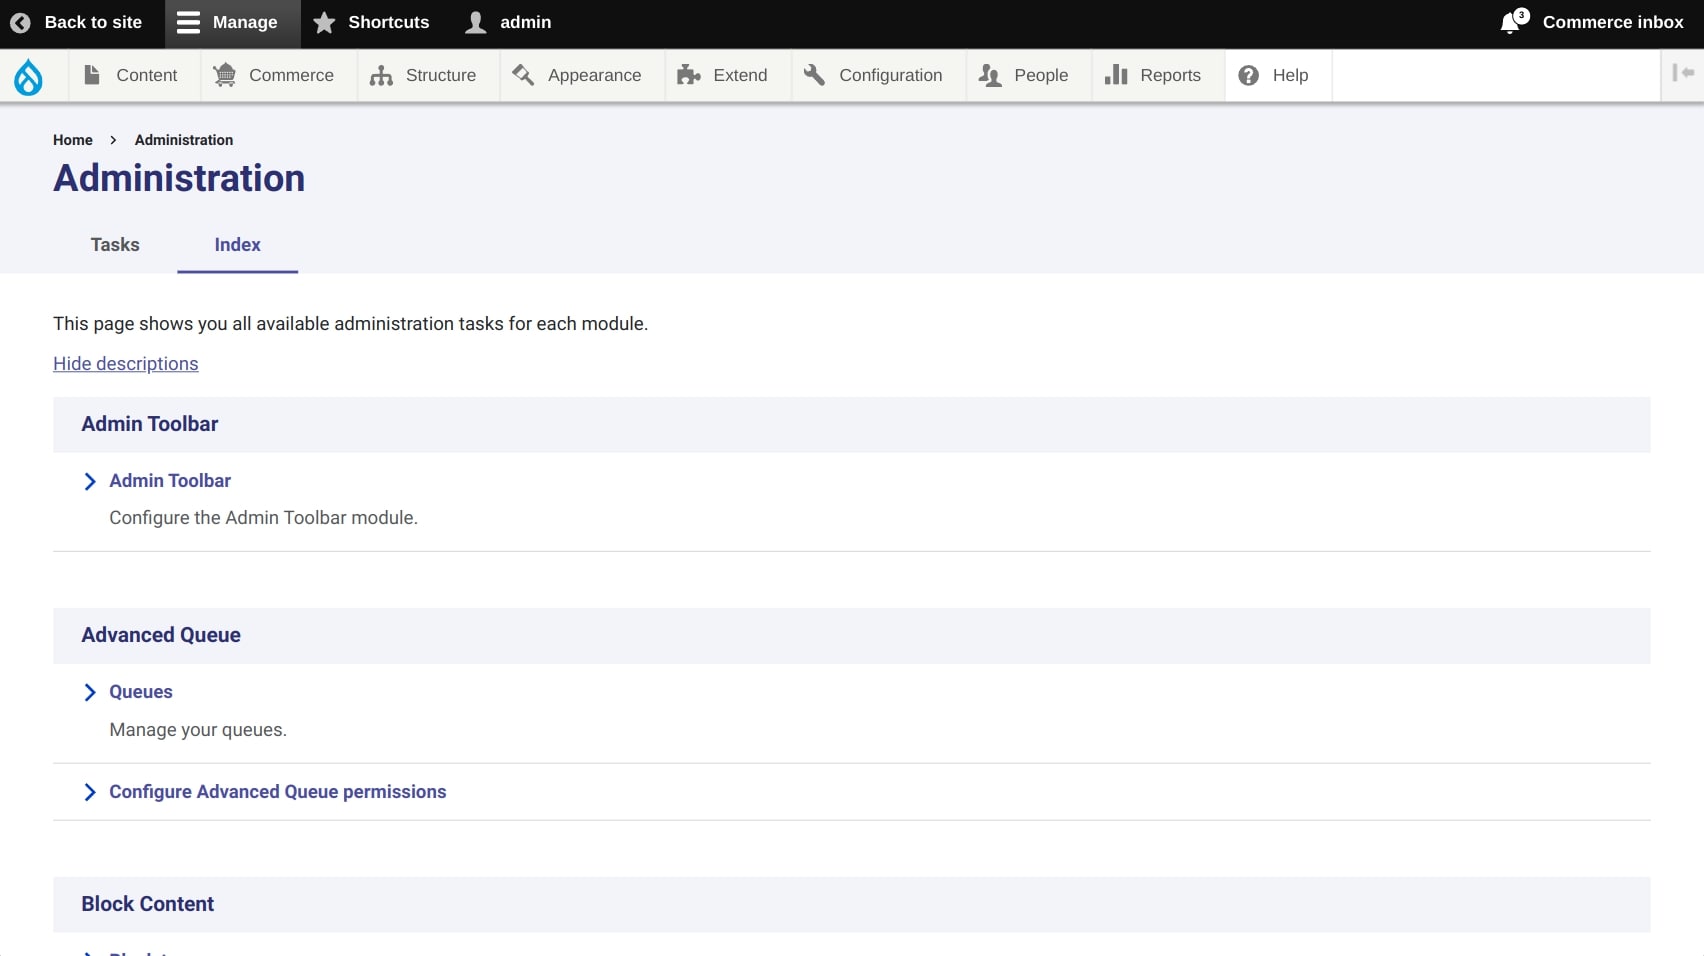 Back to site
Manage
Shortcuts
admin
3
Commerce inbox
Content
Commerce
Structure
Appearance
Extend
Configuration
People
Reports
Help
Home
Administration
Administration
Tasks
Index
This page shows you all available administration tasks for each module.
Hide descriptions
Admin Toolbar
Admin Toolbar
Configure the Admin Toolbar module.
Advanced Queue
Queues
Manage your queues.
Configure Advanced Queue permissions
Block Content